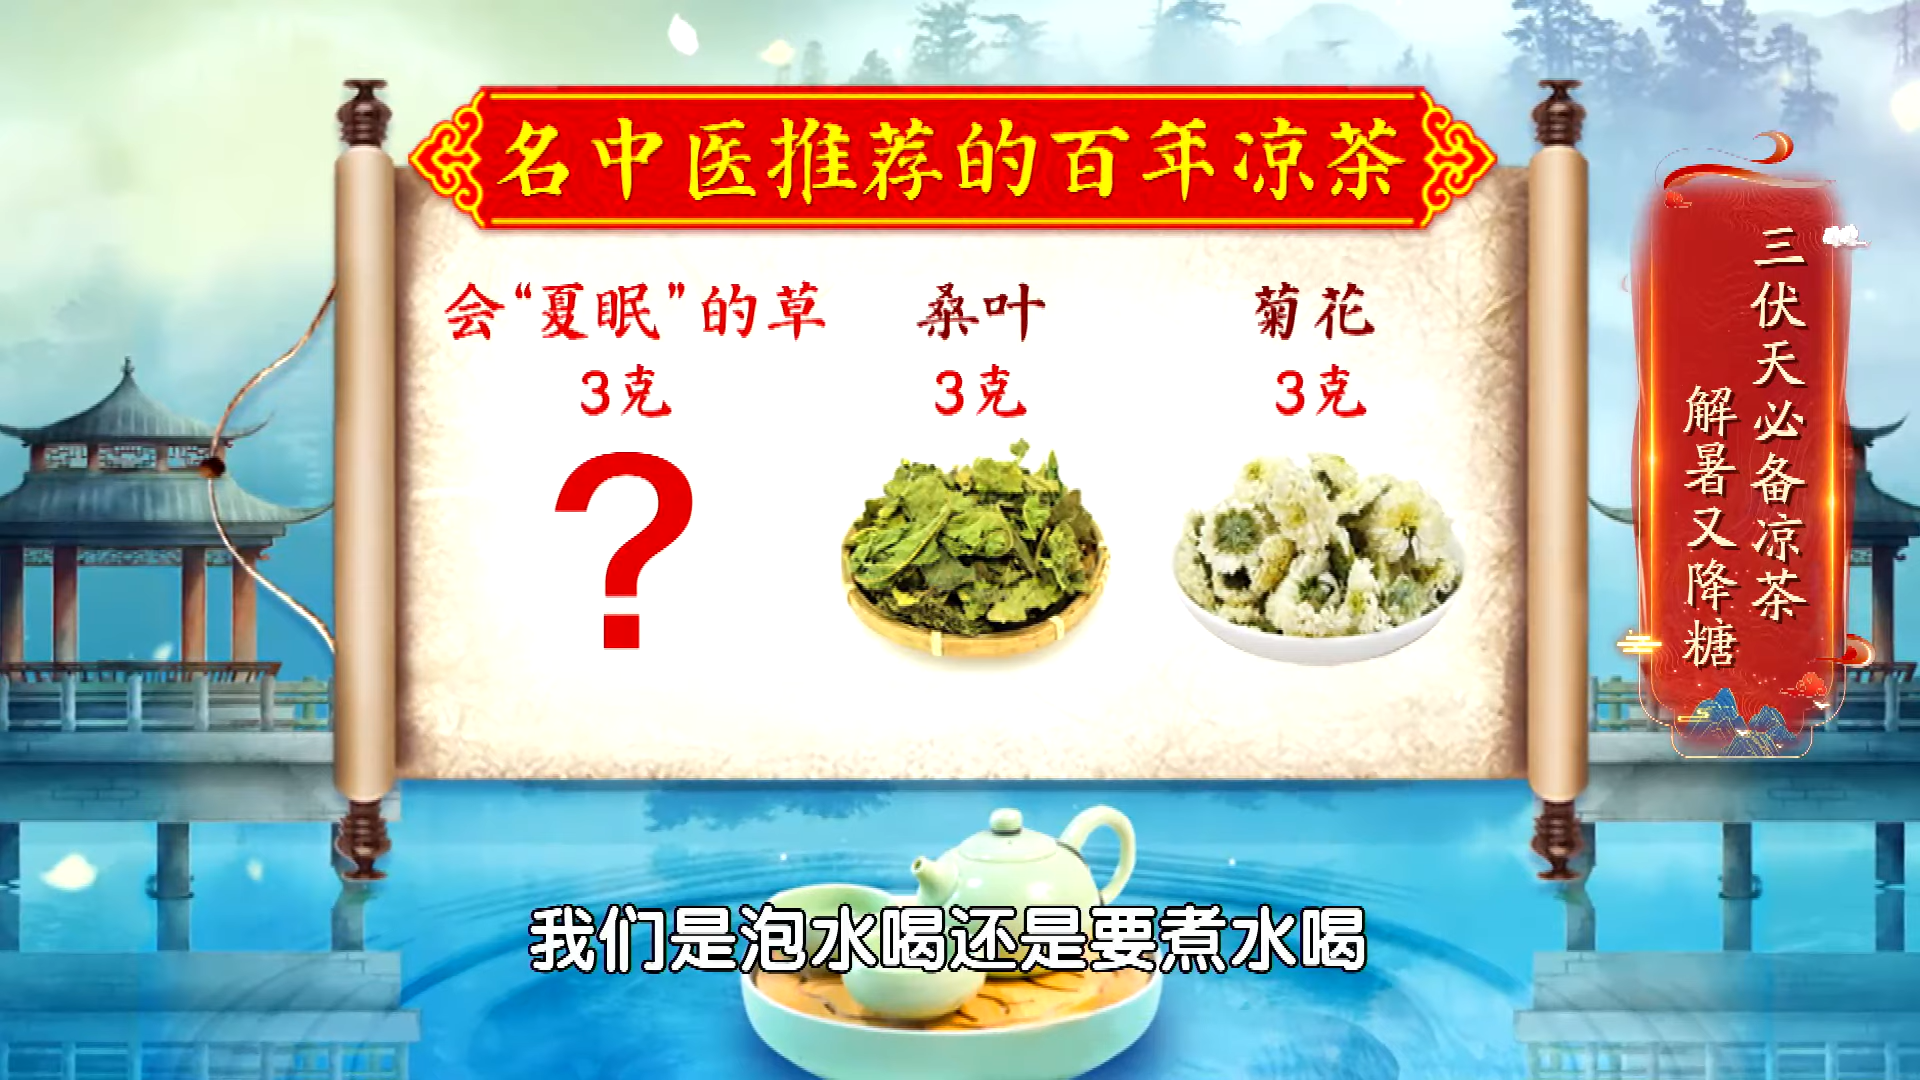 名中医推荐的百年凉茶
会“夏眠”的草
3克
?
桑叶
3克
菊花
3克
三伏天必备凉茶
解暑又降糖
我们是泡水喝还是要煮水喝